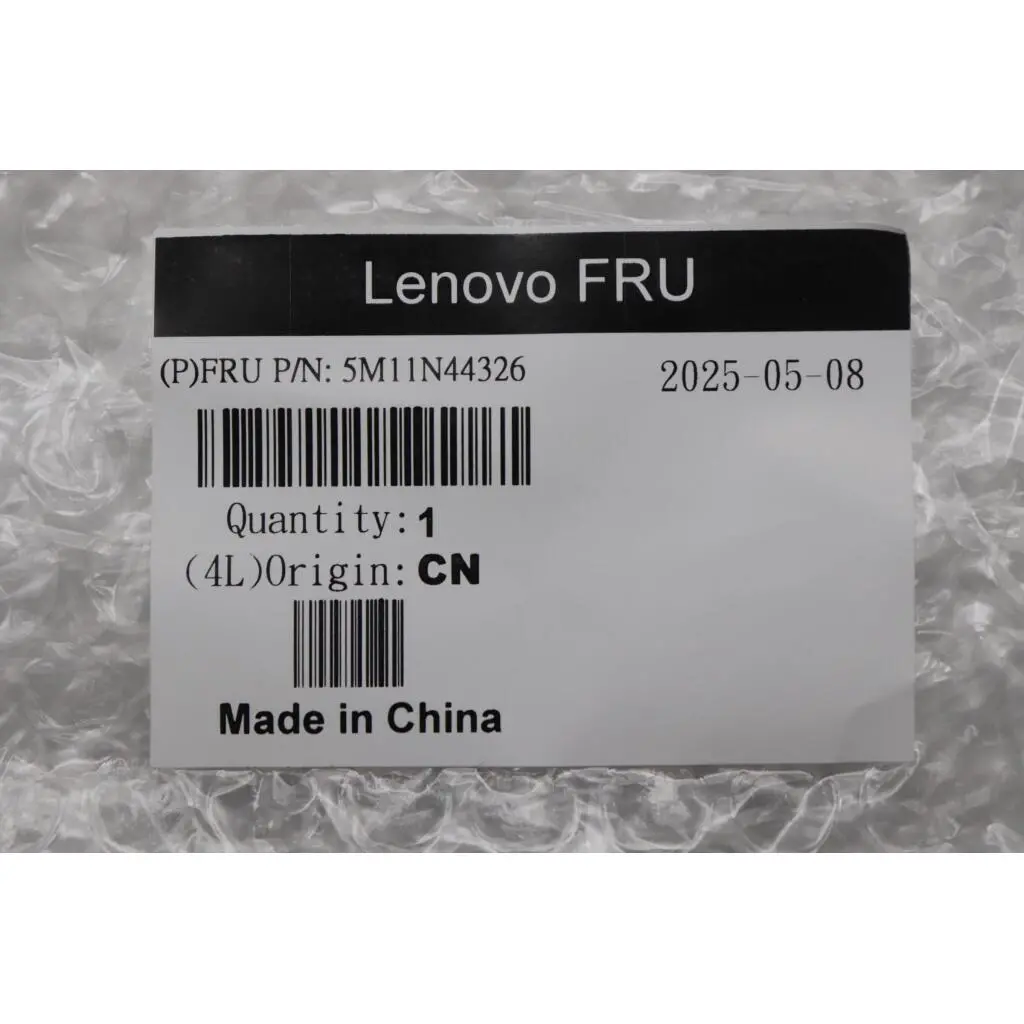 Lenovo FRU
(P)FRU P/N: 5M11N44326
2025-05-08
Quantity: 1
(4L)Origin: CN
Made in China